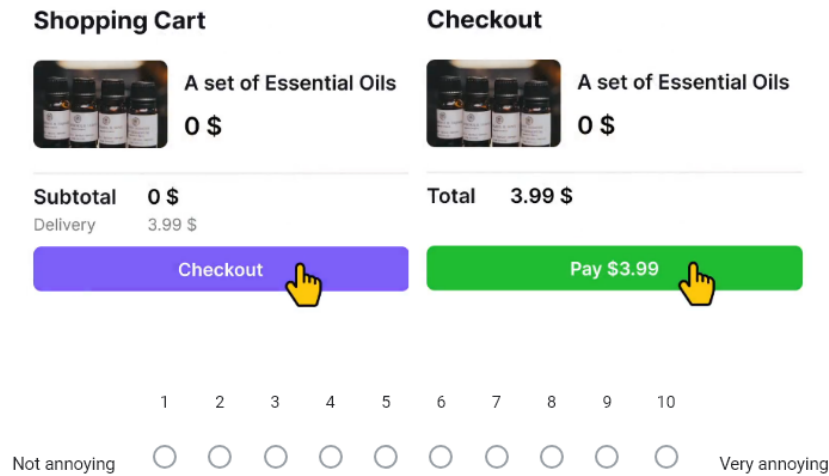 Shopping Cart
A set of Essential Oils
0 $
Subtotal 0 $
Delivery 3.99 $
Checkout
Checkout
A set of Essential Oils
0 $
Total 3.99 $
Pay $3.99
1 2 3 4 5 6 7 8 9 10
Not annoying Very annoying